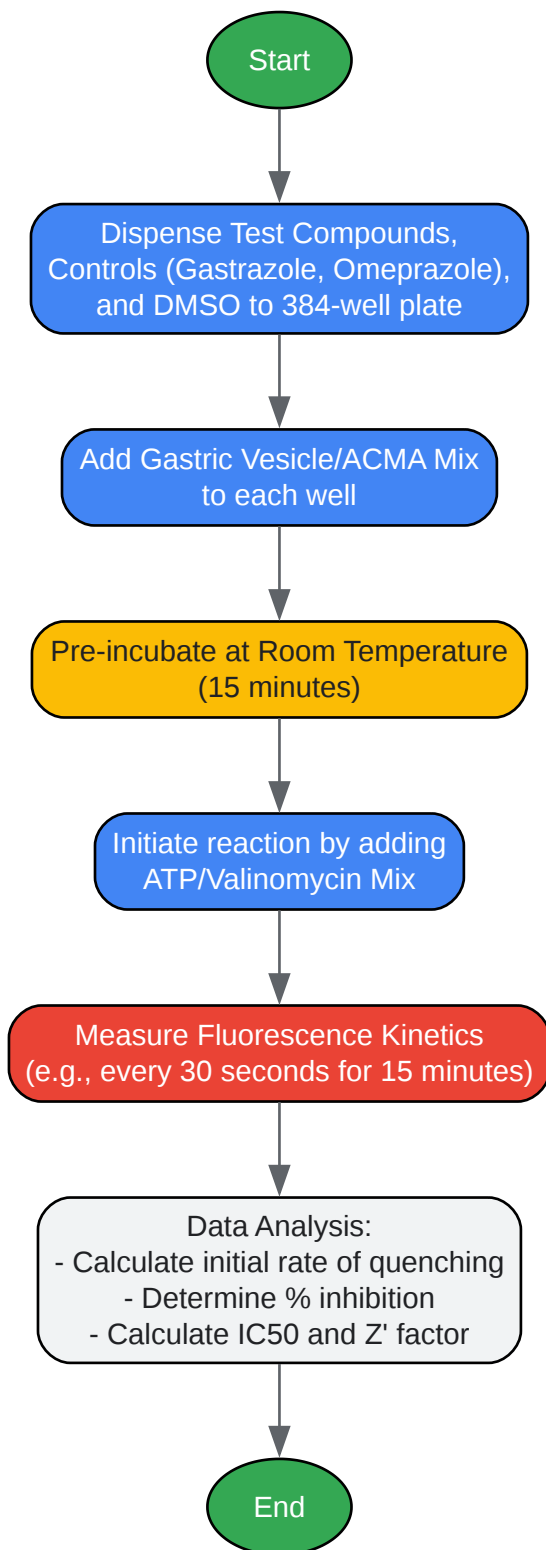 Start
Dispense Test Compounds,
Controls (Gastrazole, Omeprazole),
and DMSO to 384-well plate
Add Gastric Vesicle/ACMA Mix
to each well
Pre-incubate at Room Temperature
(15 minutes)
Initiate reaction by adding
ATP/Valinomycin Mix
Measure Fluorescence Kinetics
(e.g., every 30 seconds for 15 minutes)
Data Analysis:
- Calculate initial rate of quenching
- Determine % inhibition
- Calculate IC50 and Z' factor
End